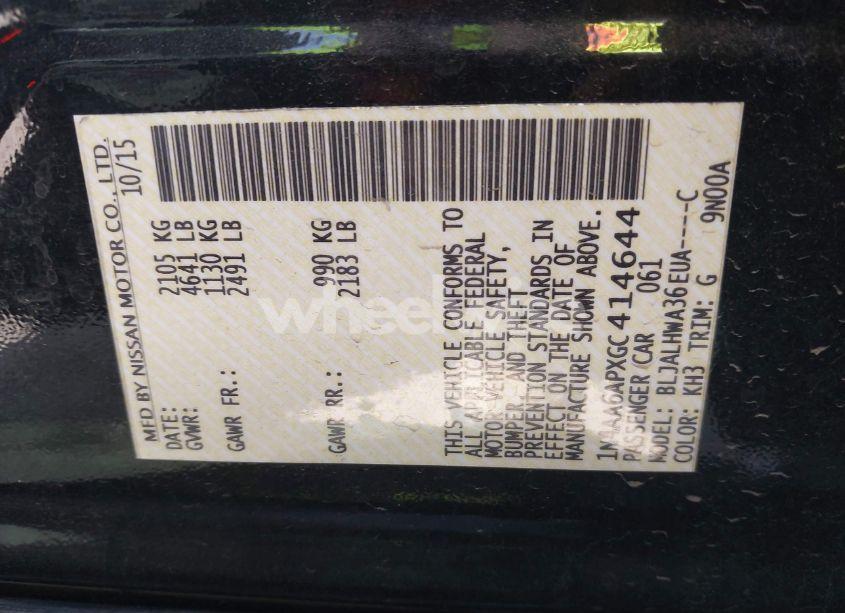 MFD BY NISSAN MOTOR CO., LTD.
DATE: 10/15
GVWR: 2105 KG
4641 LB
GAWR FR.: 1130 KG
2491 LB
GAWR RR.: 990 KG
2183 LB
THIS VEHICLE CONFORMS TO
ALL APPLICABLE FEDERAL
MOTOR VEHICLE SAFETY,
BUMPER, AND THEFT
PREVENTION STANDARDS IN
EFFECT ON THE DATE OF
MANUFACTURE SHOWN ABOVE.
1N4AA6APXGC414644
PASSENGER CAR 061
MODEL: BLJALHWA36EUA----C
COLOR: KH3 TRIM: G 9N00A